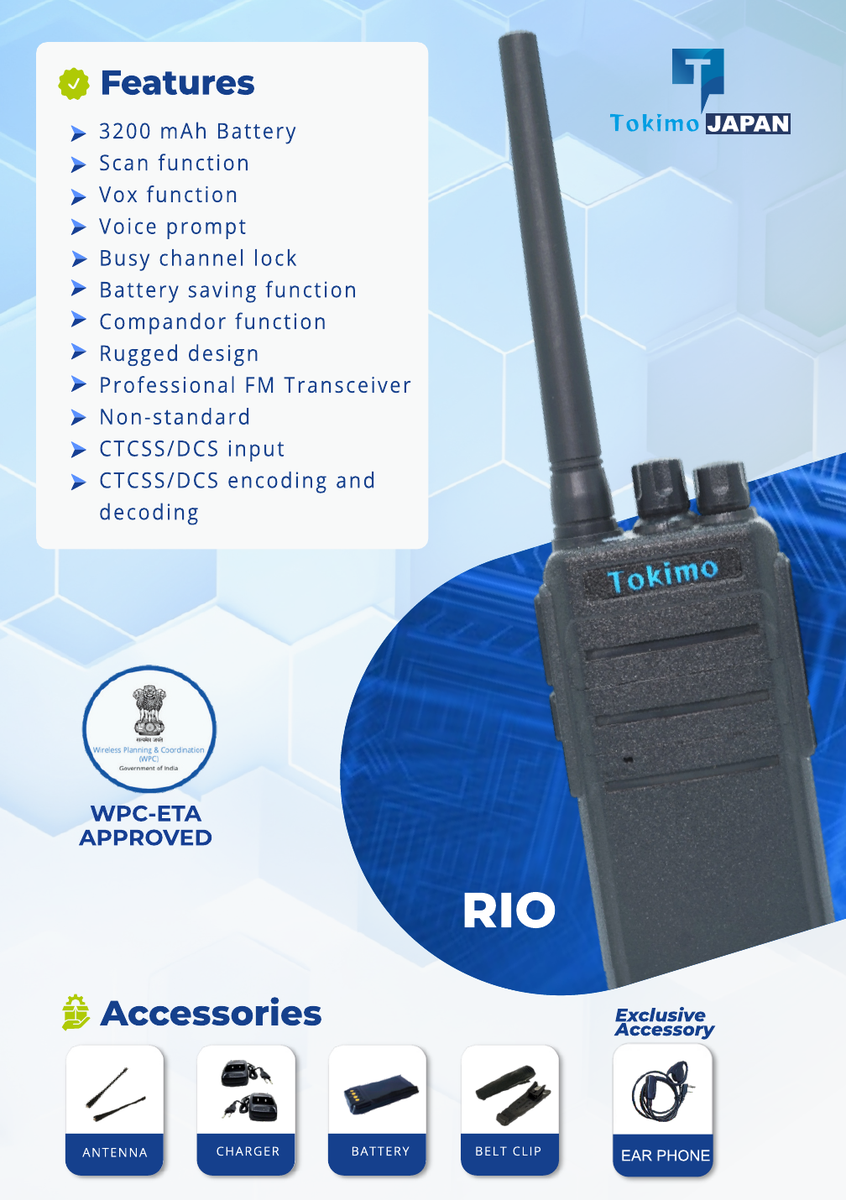 Features
3200 mAh Battery
Scan function
Vox function
Voice prompt
Busy channel lock
Battery saving function
Compandor function
Rugged design
Professional FM Transceiver
Non-standard
CTCSS/DCS input
CTCSS/DCS encoding and
decoding
T
Tokimo JAPAN
Tokimo
सत्यमेव जयते
Wireless Planning & Coordination
(WPC)
Government of India
WPC-ETA
APPROVED
RIO
Accessories
Exclusive
Accessory
ANTENNA
CHARGER
BATTERY
BELT CLIP
EAR PHONE